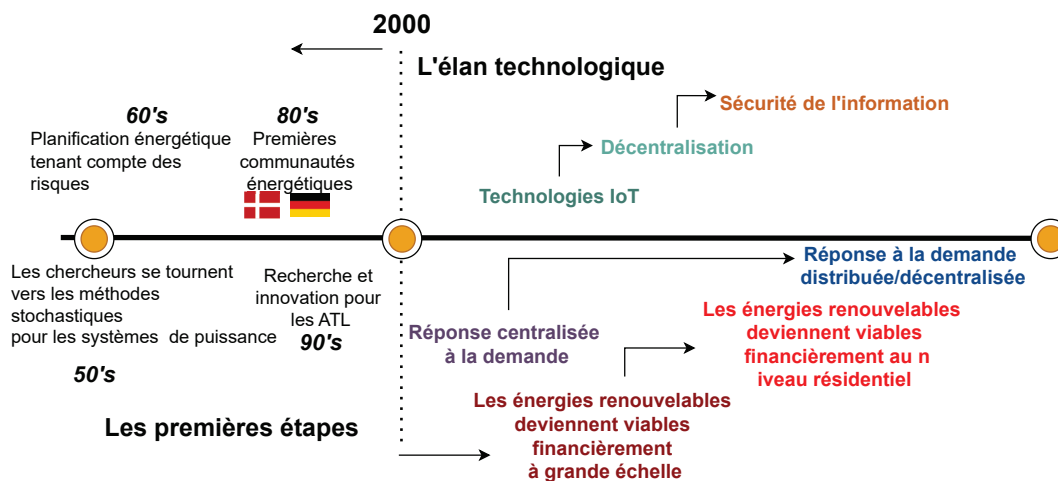 2000
L'élan technologique
60's
Planification énergétique
tenant compte des
risques
80's
Premières
communautés
énergétiques
Sécurité de l'information
Décentralisation
Technologies IoT
Les chercheurs se tournent
vers les méthodes
stochastiques
pour les systèmes de puissance
50's
Recherche et
innovation pour
les ATL
90's
Réponse à la demande
distribuée/décentralisée
Réponse centralisée
à la demande
Les énergies renouvelables
deviennent viables
financièrement au n
iveau résidentiel
Les énergies renouvelables
deviennent viables
financièrement
à grande échelle
Les premières étapes